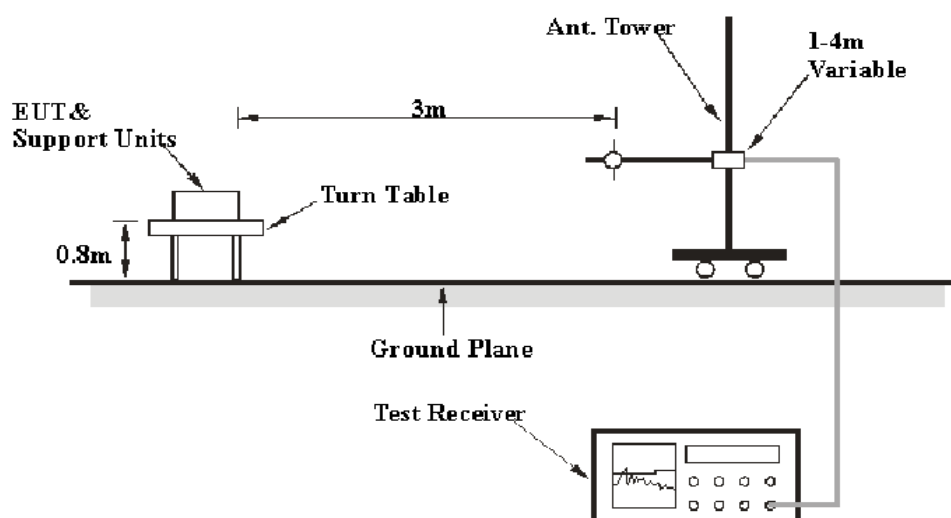 Ant. Tower
1-4m
Variable
3m
EUT&
Support Units
Turn Table
0.8m
Ground Plane
Test Receiver